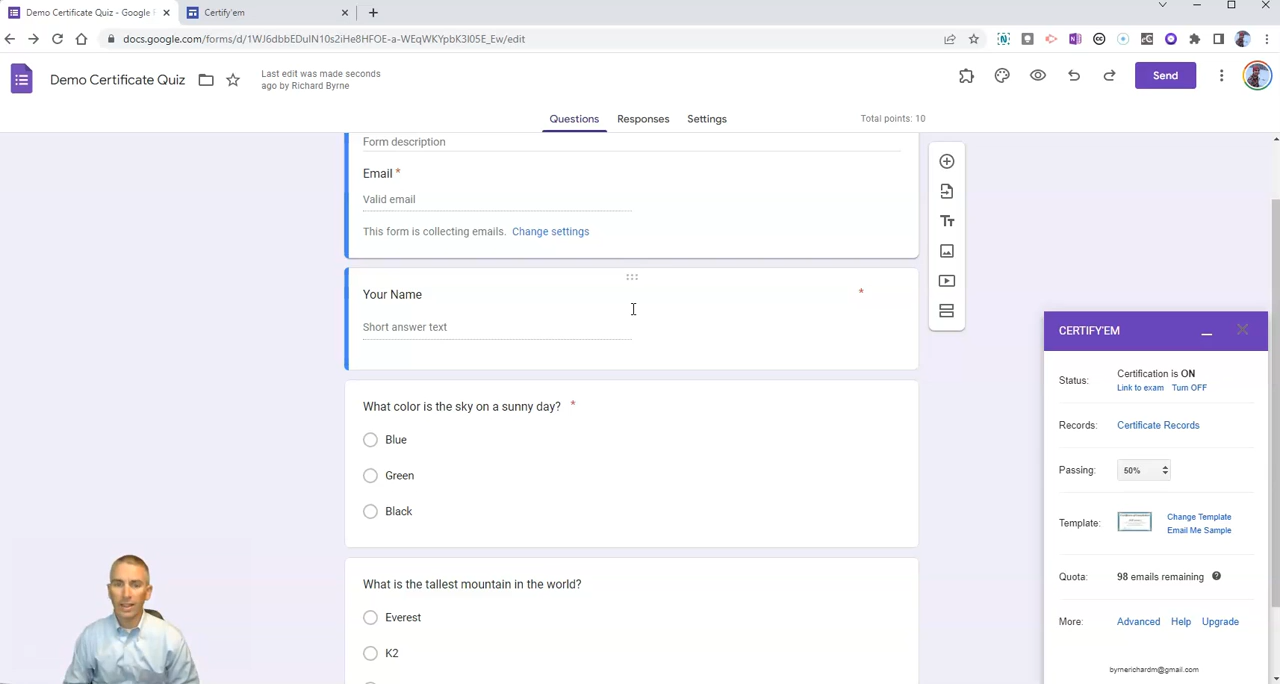 Demo Certificate Quiz - Google
Certify'em
docs.google.com/forms/d/1WJ6dbbEDuIN10s2iHe8HFOE-a-WEqWKYpbK3I05E_Ew/edit
Demo Certificate Quiz
Last edit was made seconds
ago by Richard Byrne
Send
Questions
Responses
Settings
Total points: 10
Form description
Email *
Valid email
This form is collecting emails. Change settings
Your Name *
Short answer text
What color is the sky on a sunny day? *
Blue
Green
Black
What is the tallest mountain in the world?
Everest
K2
CERTIFY'EM
Status: Certification is ON
Link to exam Turn OFF
Records: Certificate Records
Passing: 50%
Template: Change Template
Email Me Sample
Quota: 98 emails remaining
More: Advanced Help Upgrade
byrnerichardm@gmail.com